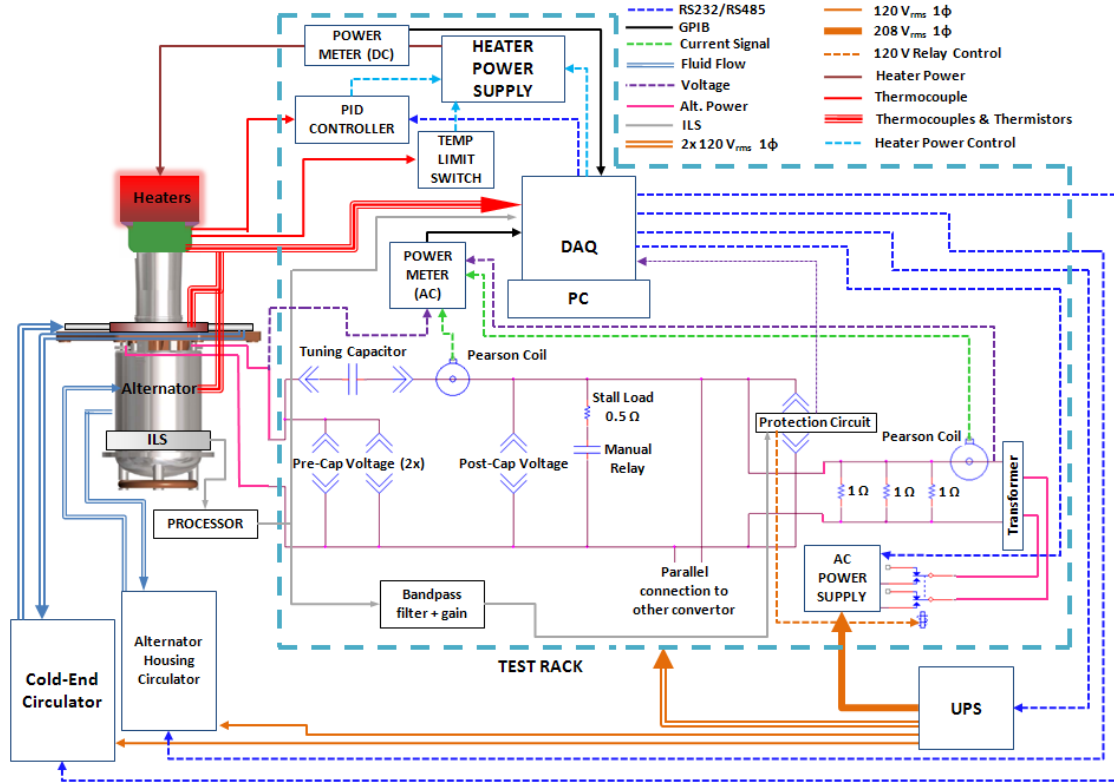 RS232/RS485
GPIB
Current Signal
Fluid Flow
Voltage
Alt. Power
ILS
2x 120 Vrms 1ϕ
120 Vrms 1ϕ
208 Vrms 1ϕ
120 V Relay Control
Heater Power
Thermocouple
Thermocouples & Thermistors
Heater Power Control
POWER
METER (DC)
HEATER
POWER
SUPPLY
PID
CONTROLLER
TEMP
LIMIT
SWITCH
Heaters
DAQ
PC
POWER
METER
(AC)
Tuning Capacitor
Pearson Coil
Alternator
ILS
Stall Load
0.5 Ω
Manual
Relay
Protection Circuit
Pearson Coil
Pre-Cap Voltage (2x)
Post-Cap Voltage
1 Ω
1 Ω
1 Ω
Transformer
PROCESSOR
AC
POWER
SUPPLY
Parallel
connection to
other convertor
Bandpass
filter + gain
Alternator
Housing
Circulator
Cold-End
Circulator
TEST RACK
UPS